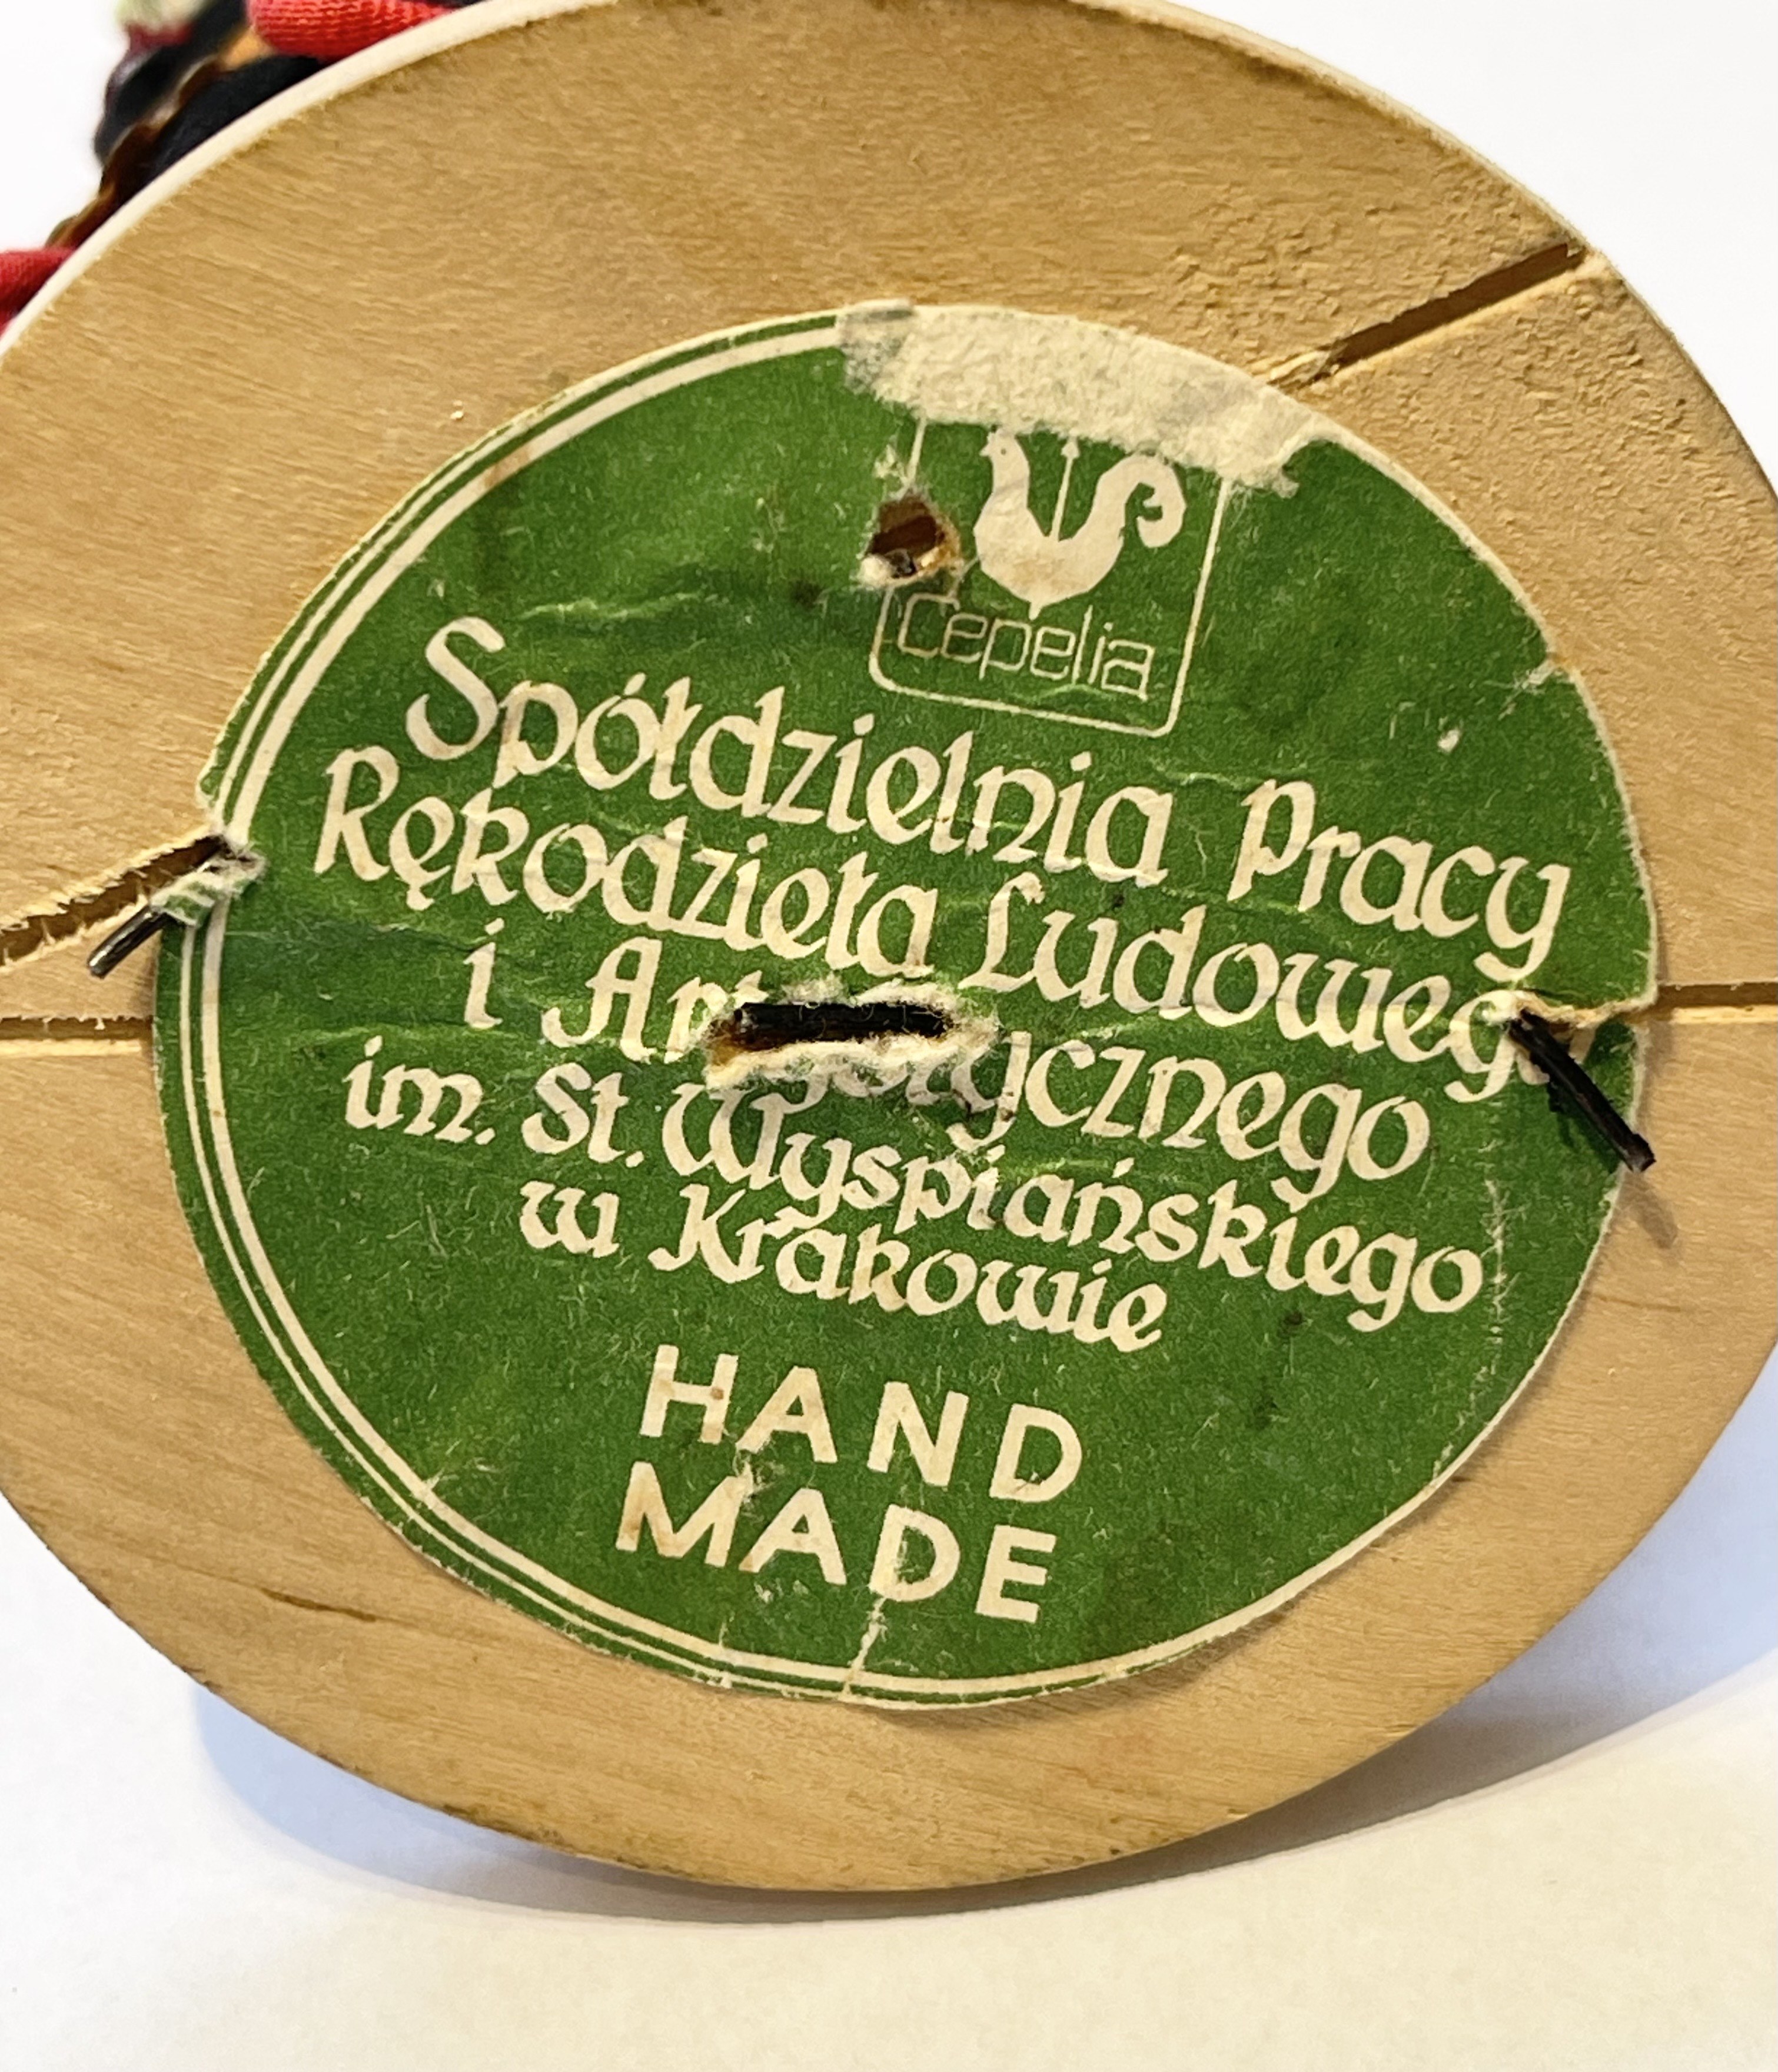 Cepelia
Spółdzielnia Pracy
Rękodzieła Ludowego
i
im. St. Wyspiańskiego
w Krakowie
HAND
MADE